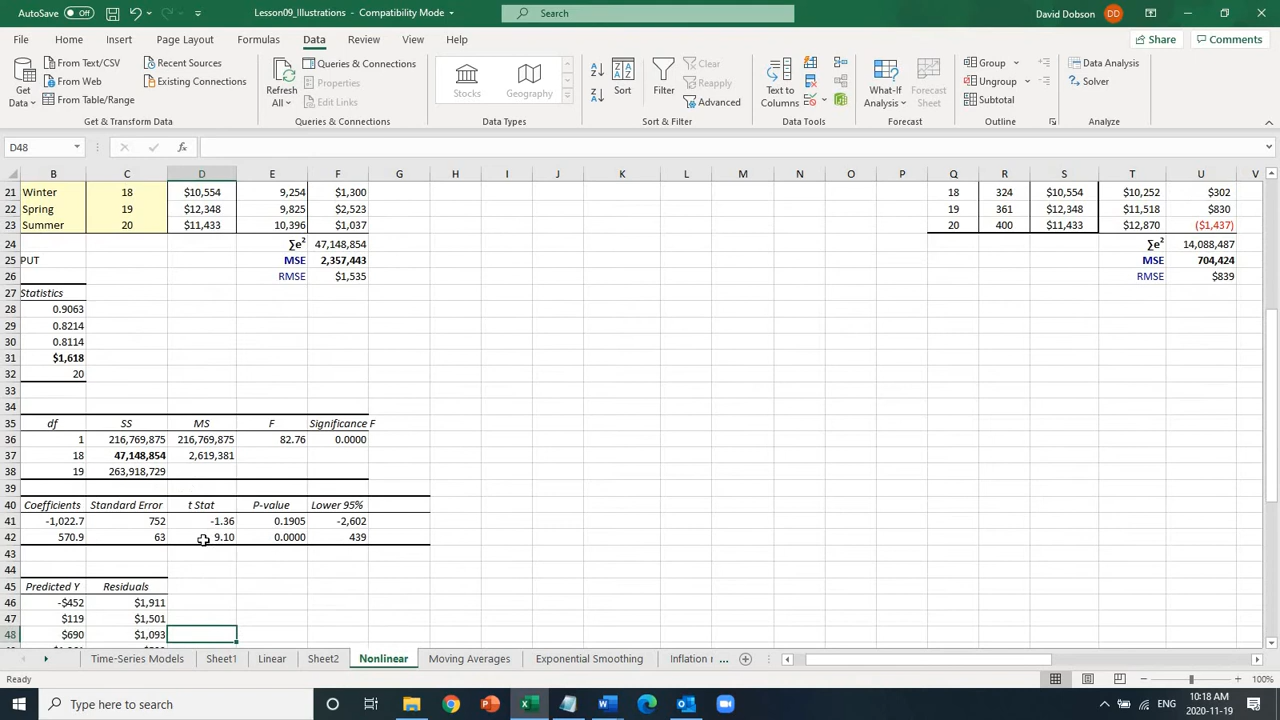 AutoSave Off Lesson09_Illustrations - Compatibility Mode Search David Dobson DD
File Home Insert Page Layout Formulas Data Review View Help Share Comments
Get Data From Text/CSV Recent Sources Refresh All Queries & Connections Stocks Geography Sort Filter Clear Text to Columns What-If Analysis Forecast Sheet Group Data Analysis
From Web Existing Connections Properties Reapply Ungroup Solver
From Table/Range Edit Links Advanced Subtotal
Get & Transform Data Queries & Connections Data Types Sort & Filter Data Tools Forecast Outline Analyze
D48 fx
B C D E F G H I J K L M N O P Q R S T U V
21 Winter 18 $10,554 9,254 $1,300 18 324 $10,554 $10,252 $302
22 Spring 19 $12,348 9,825 $2,523 19 361 $12,348 $11,518 $830
23 Summer 20 $11,433 10,396 $1,037 20 400 $11,433 $12,870 ($1,437)
24 ∑e² 47,148,854 ∑e² 14,088,487
25 PUT MSE 2,357,443 MSE 704,424
26 RMSE $1,535 RMSE $839
27 Statistics
28 0.9063
29 0.8214
30 0.8114
31 $1,618
32 20
33
34
35 df SS MS F Significance F
36 1 216,769,875 216,769,875 82.76 0.0000
37 18 47,148,854 2,619,381
38 19 263,918,729
39
40 Coefficients Standard Error t Stat P-value Lower 95%
41 -1,022.7 752 -1.36 0.1905 -2,602
42 570.9 63 9.10 0.0000 439
43
44
45 Predicted Y Residuals
46 -$452 $1,911
47 $119 $1,501
48 $690 $1,093
Time-Series Models Sheet1 Linear Sheet2 Nonlinear Moving Averages Exponential Smoothing Inflation r ...
Ready 100%
Type here to search ENG 10:18 AM
2020-11-19